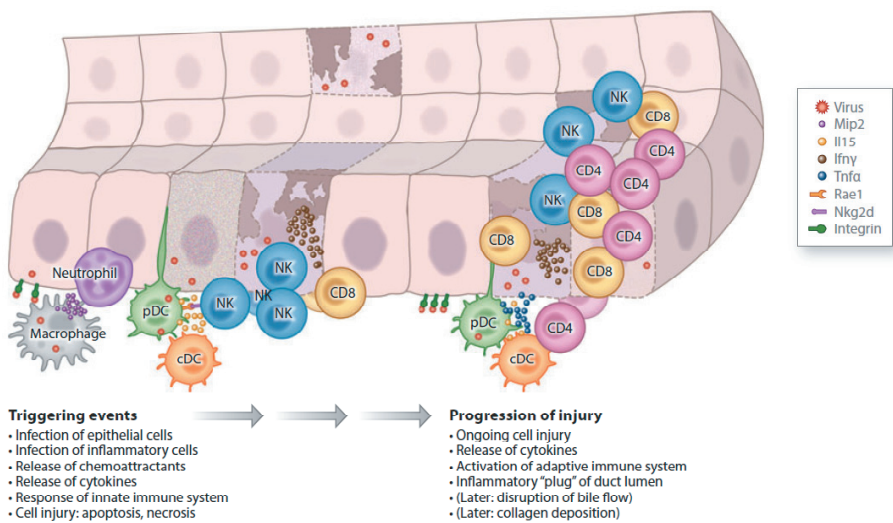 NK
CD8
NK
CD4
CD4
CD4
NK
CD8
CD4
CD8
CD8
NK
NK
NK
NK
CD8
Neutrophil
Macrophage
pDC
cDC
pDC
cDC
CD4
Virus
Mip2
Il15
Ifnγ
Tnfα
Rae1
Nkg2d
Integrin
Triggering events
• Infection of epithelial cells
• Infection of inflammatory cells
• Release of chemoattractants
• Release of cytokines
• Response of innate immune system
• Cell injury: apoptosis, necrosis
Progression of injury
• Ongoing cell injury
• Release of cytokines
• Activation of adaptive immune system
• Inflammatory “plug” of duct lumen
• (Later: disruption of bile flow)
• (Later: collagen deposition)